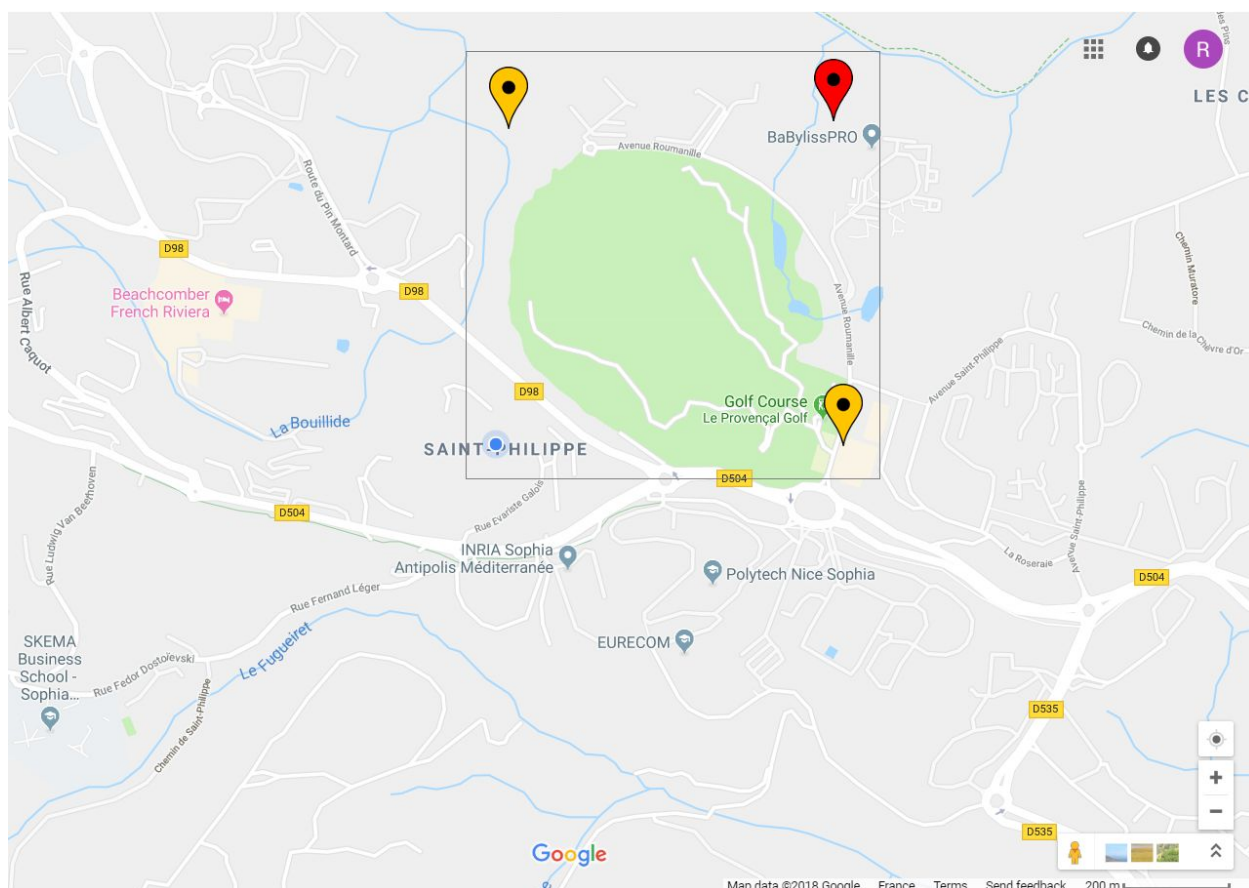 R
LES C
BaBylissPRO
Avenue Roumanille
Route du Pin Montard
D98
Beachcomber
French Riviera
D98
Rue Albert Caquot
Chemin Muratore
Chemin de la Chèvre d'Or
Avenue Roumanille
Avenue Saint-Philippe
D98
Golf Course
Le Provençal Golf
La Bouillide
SAINT-PHILIPPE
D504
D504
Rue Evariste Galois
Rue Ludwig Van Beethoven
Avenue Saint-Philippe
INRIA Sophia
Antipolis Méditerranée
La Roseraie
Polytech Nice Sophia
D504
Rue Fernand Léger
SKEMA
Business
School -
Sophia...
Le Fugueiret
EURECOM
Rue Fedor Dostoïevski
Chemin de Saint-Philippe
D535
D535
Google
Map data ©2018 Google France Terms Send feedback 200 m